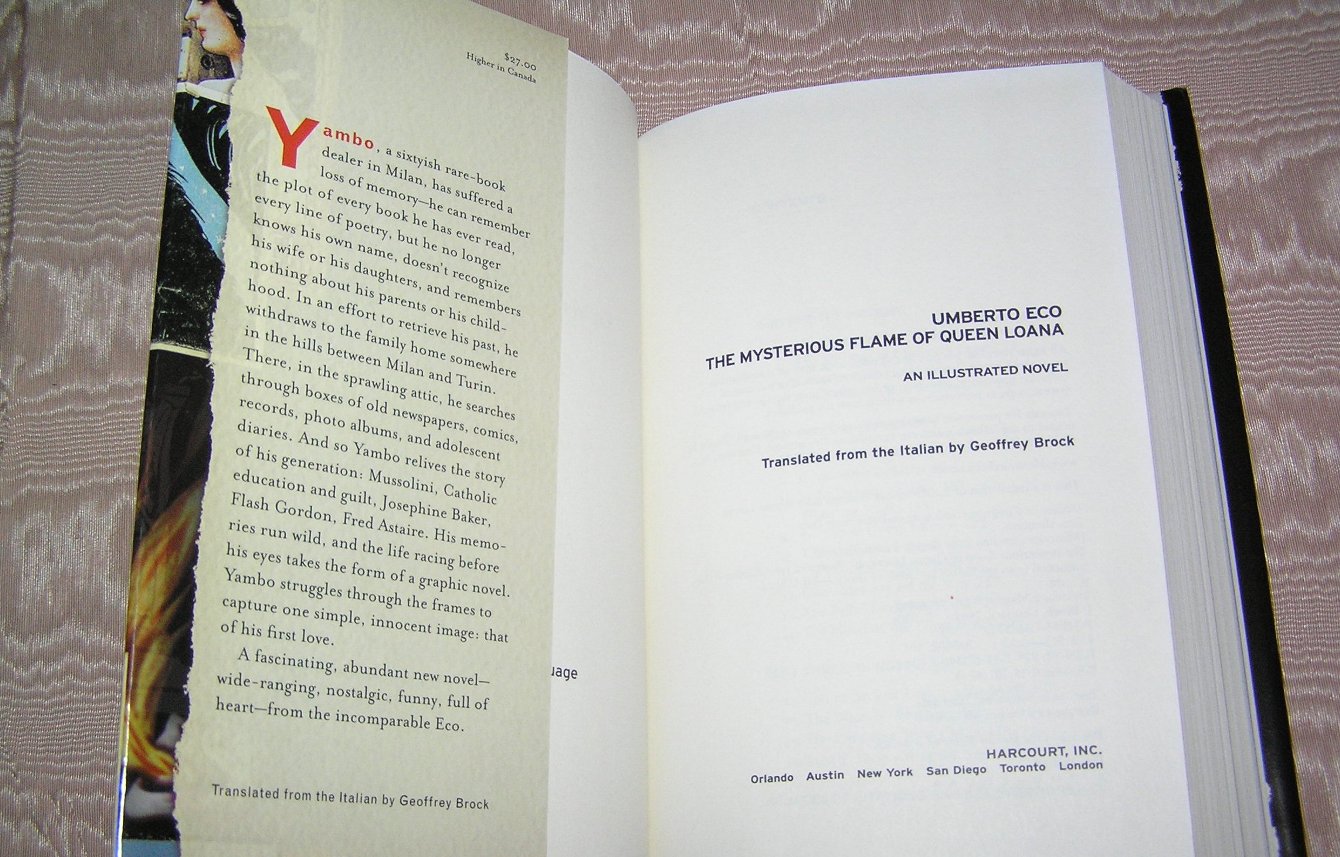 $27.00
Higher in Canada
Yambo, a sixtyish rare-book
dealer in Milan, has suffered a
loss of memory—he can remember
the plot of every book he has ever read,
every line of poetry, but he no longer
knows his own name, doesn't recognize
his wife or his daughters, and remembers
nothing about his parents or his child-
hood. In an effort to retrieve his past, he
withdraws to the family home somewhere
in the hills between Milan and Turin.
There, in the sprawling attic, he searches
through boxes of old newspapers, comics,
records, photo albums, and adolescent
diaries. And so Yambo relives the story
of his generation: Mussolini, Catholic
education and guilt, Josephine Baker,
Flash Gordon, Fred Astaire. His memo-
ries run wild, and the life racing before
his eyes takes the form of a graphic novel.
Yambo struggles through the frames to
capture one simple, innocent image: that
of his first love.
A fascinating, abundant new novel—
wide-ranging, nostalgic, funny, full of
heart—from the incomparable Eco.
Translated from the Italian by Geoffrey Brock
UMBERTO ECO
THE MYSTERIOUS FLAME OF QUEEN LOANA
AN ILLUSTRATED NOVEL
Translated from the Italian by Geoffrey Brock
HARCOURT, INC.
Orlando Austin New York San Diego Toronto London